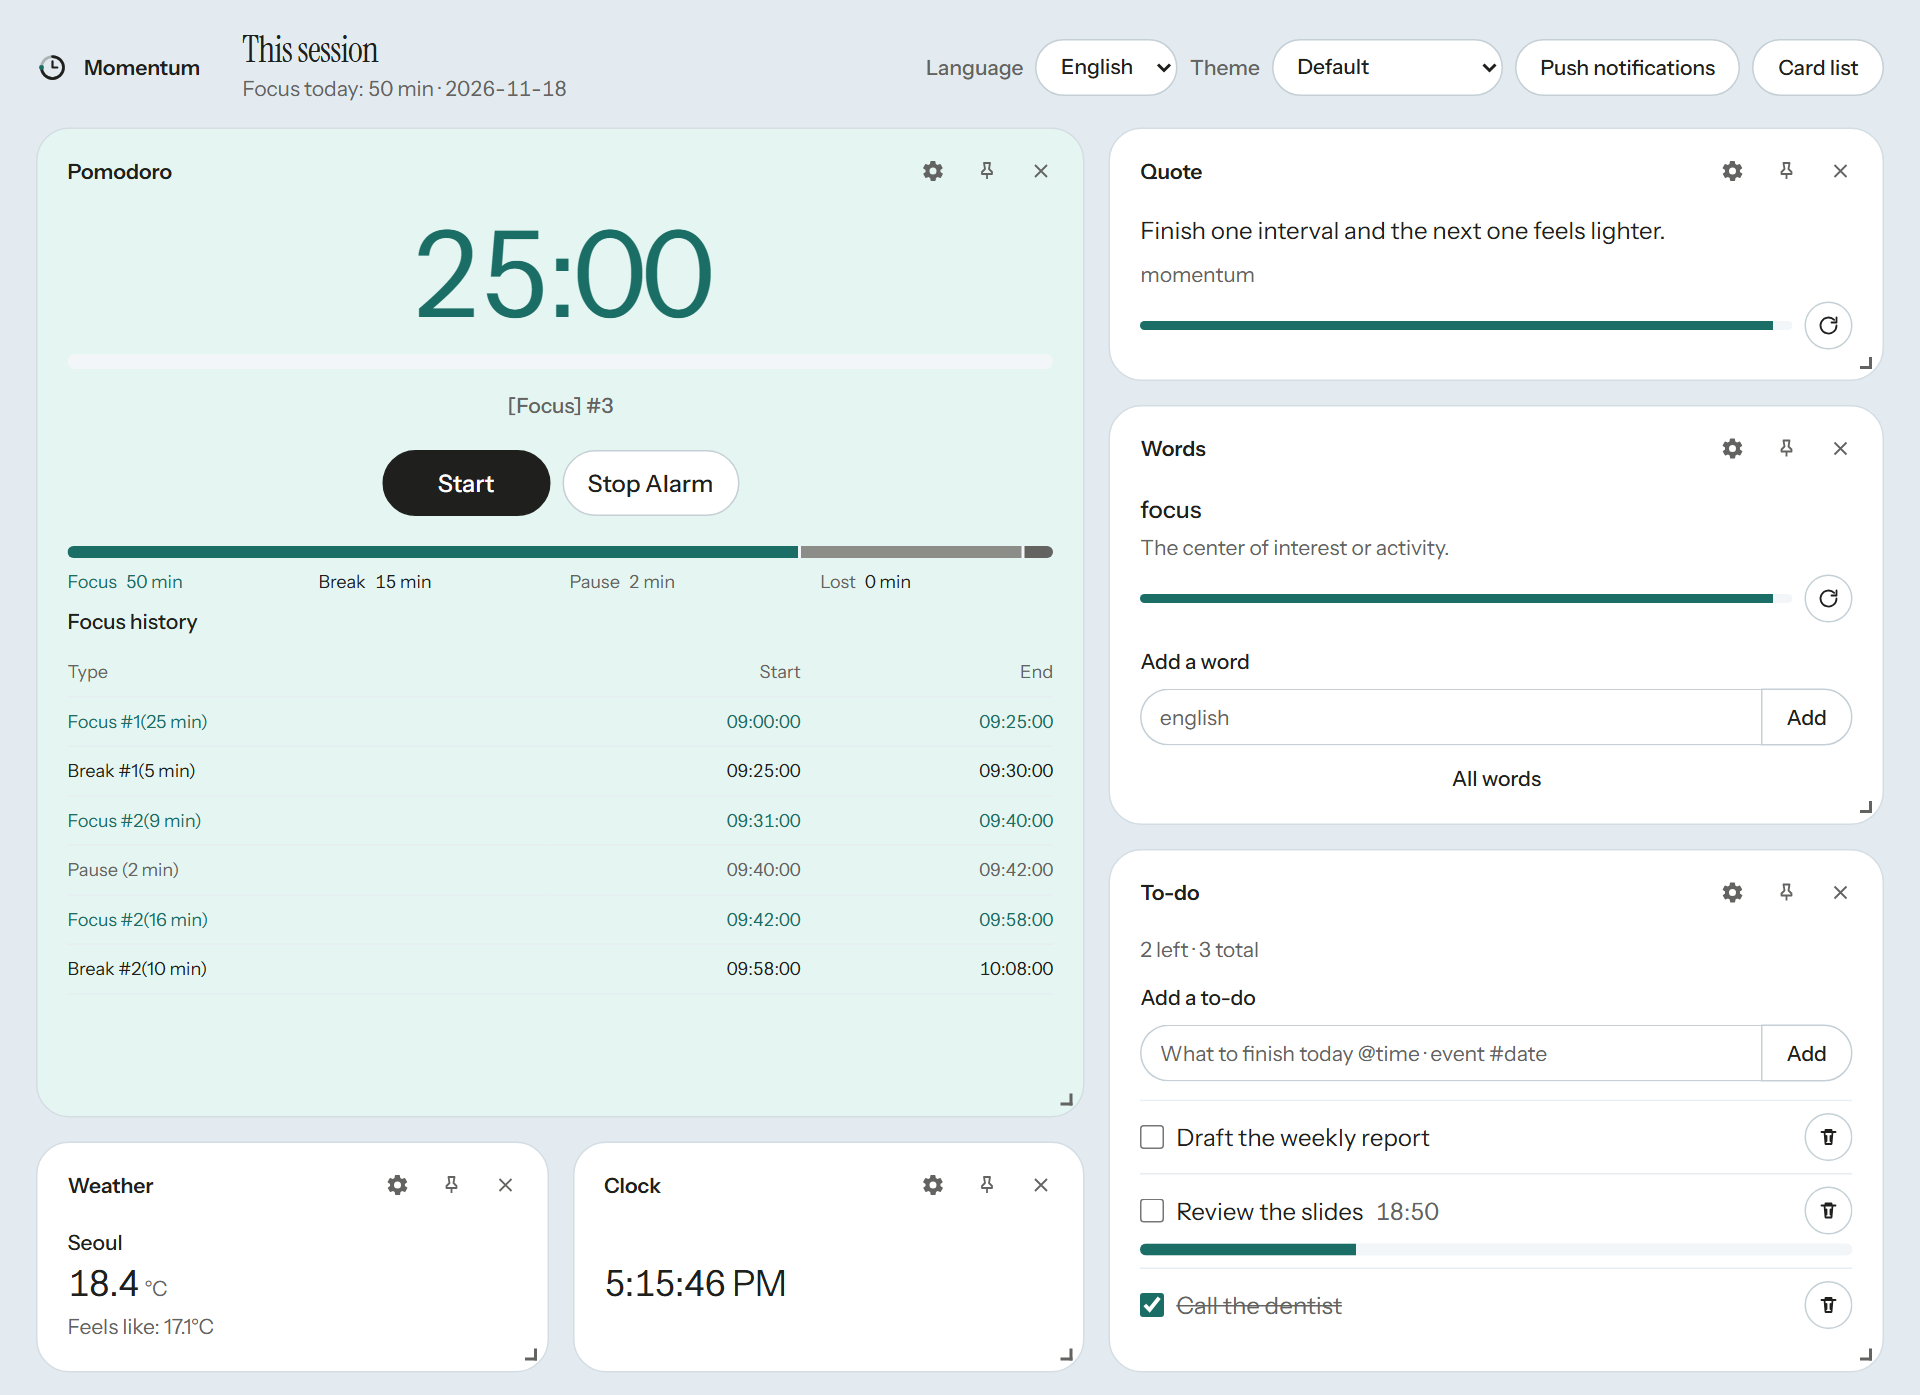 Momentum
This session
Focus today: 50 min · 2026-11-18
Language
English
Theme
Default
Push notifications
Card list
Pomodoro
25:00
[Focus] #3
Start
Stop Alarm
Focus 50 min
Break 15 min
Pause 2 min
Lost 0 min
Focus history
Type Start End
Focus #1(25 min) 09:00:00 09:25:00
Break #1(5 min) 09:25:00 09:30:00
Focus #2(9 min) 09:31:00 09:40:00
Pause (2 min) 09:40:00 09:42:00
Focus #2(16 min) 09:42:00 09:58:00
Break #2(10 min) 09:58:00 10:08:00
Weather
Seoul
18.4 °C
Feels like: 17.1°C
Clock
5:15:46 PM
Quote
Finish one interval and the next one feels lighter.
momentum
Words
focus
The center of interest or activity.
Add a word
english
Add
All words
To-do
2 left · 3 total
Add a to-do
What to finish today @time · event #date
Add
Draft the weekly report
Review the slides 18:50
Call the dentist